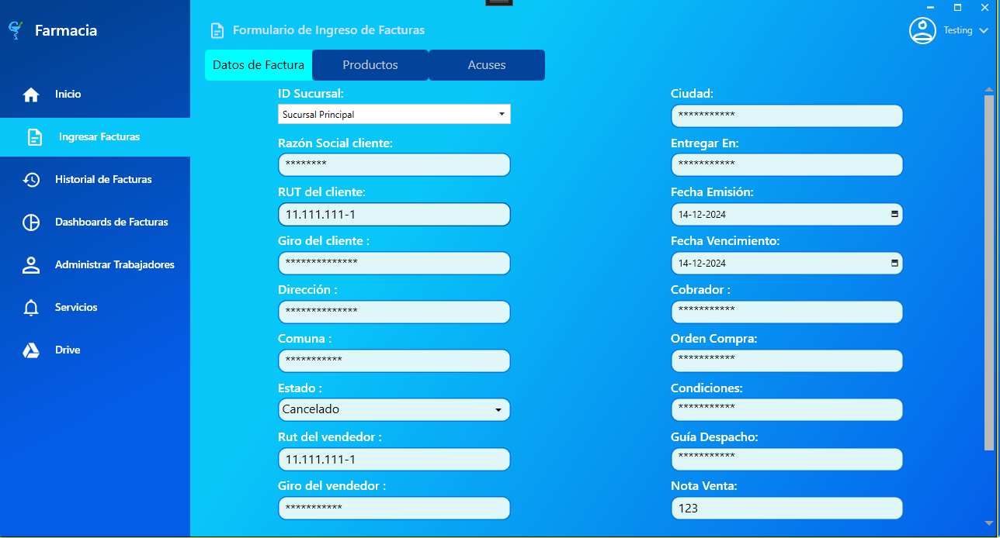 Farmacia
Inicio
Ingresar Facturas
Historial de Facturas
Dashboards de Facturas
Administrar Trabajadores
Servicios
Drive
Formulario de Ingreso de Facturas
Testing
Datos de Factura
Productos
Acuses
ID Sucursal:
Sucursal Principal
Razón Social cliente:
********
RUT del cliente:
11.111.111-1
Giro del cliente :
**************
Dirección :
**************
Comuna :
***********
Estado :
Cancelado
Rut del vendedor :
11.111.111-1
Giro del vendedor :
***********
Ciudad:
***********
Entregar En:
***********
Fecha Emisión:
14-12-2024
Fecha Vencimiento:
14-12-2024
Cobrador :
***********
Orden Compra:
***********
Condiciones:
***********
Guía Despacho:
***********
Nota Venta:
123